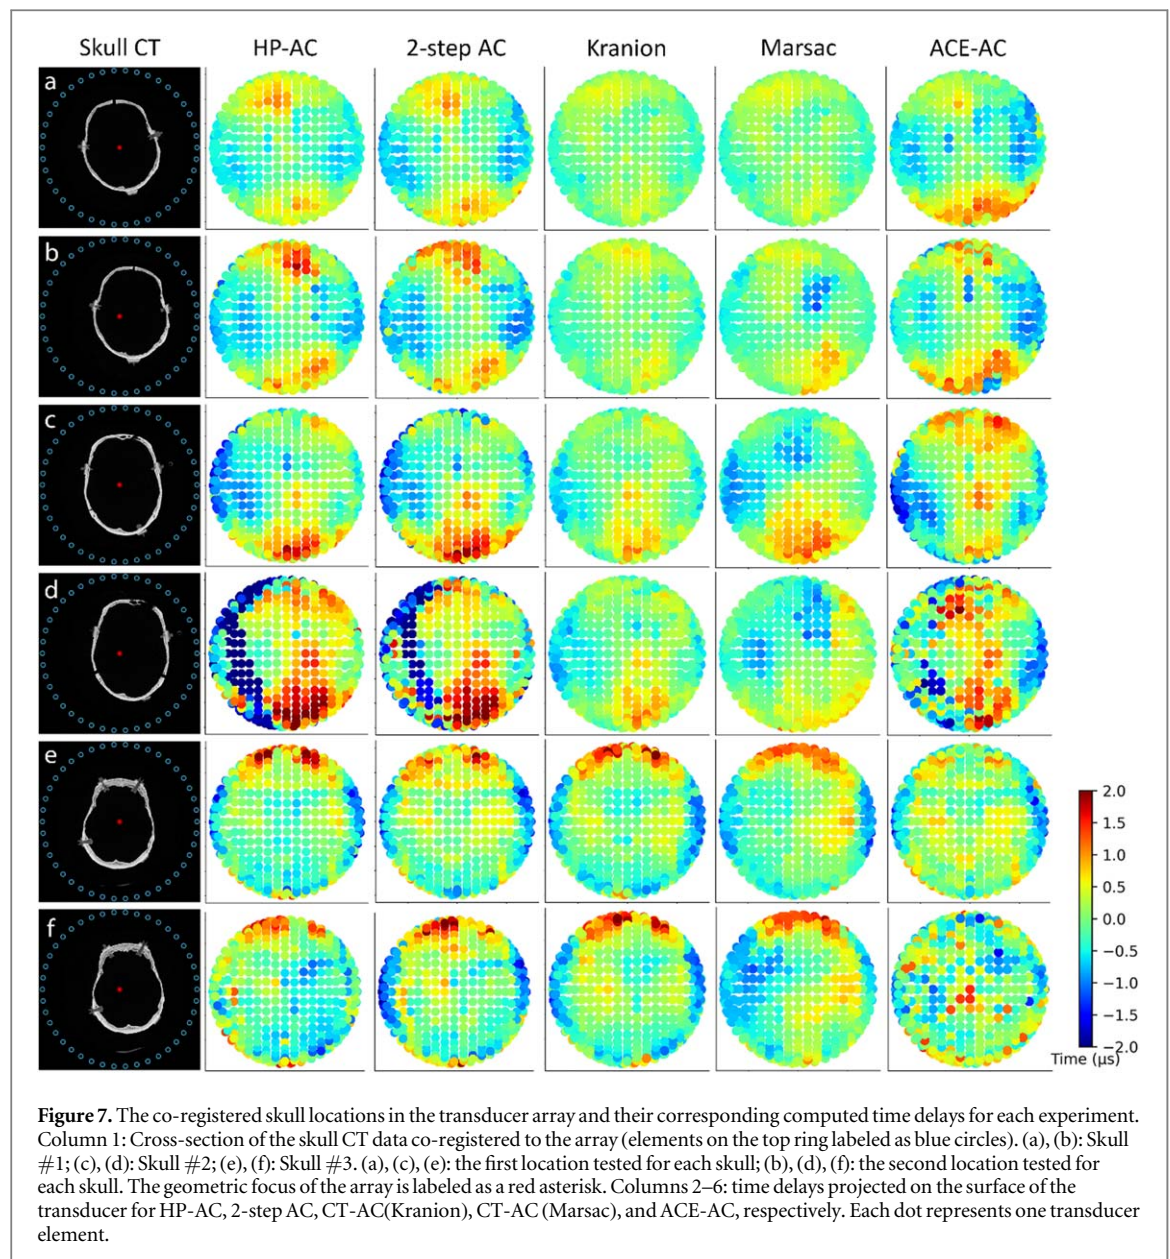 Skull CT HP-AC 2-step AC Kranion Marsac ACE-AC
a
b
c
d
e
f
2.0
1.5
1.0
0.5
0.0
−0.5
−1.0
−1.5
−2.0
Time (μs)
Figure 7. The co-registered skull locations in the transducer array and their corresponding computed time delays for each experiment.
Column 1: Cross-section of the skull CT data co-registered to the array (elements on the top ring labeled as blue circles). (a), (b): Skull
#1; (c), (d): Skull #2; (e), (f): Skull #3. (a), (c), (e): the first location tested for each skull; (b), (d), (f): the second location tested for
each skull. The geometric focus of the array is labeled as a red asterisk. Columns 2–6: time delays projected on the surface of the
transducer for HP-AC, 2-step AC, CT-AC(Kranion), CT-AC (Marsac), and ACE-AC, respectively. Each dot represents one transducer
element.